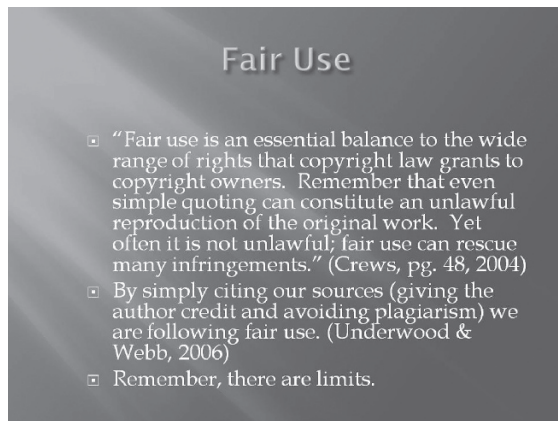 Fair Use
“Fair use is an essential balance to the wide
range of rights that copyright law grants to
copyright owners.  Remember that even
simple quoting can constitute an unlawful
reproduction of the original work.  Yet
often it is not unlawful; fair use can rescue
many infringements.” (Crews, pg. 48, 2004)
By simply citing our sources (giving the
author credit and avoiding plagiarism) we
are following fair use. (Underwood &
Webb, 2006)
Remember, there are limits.